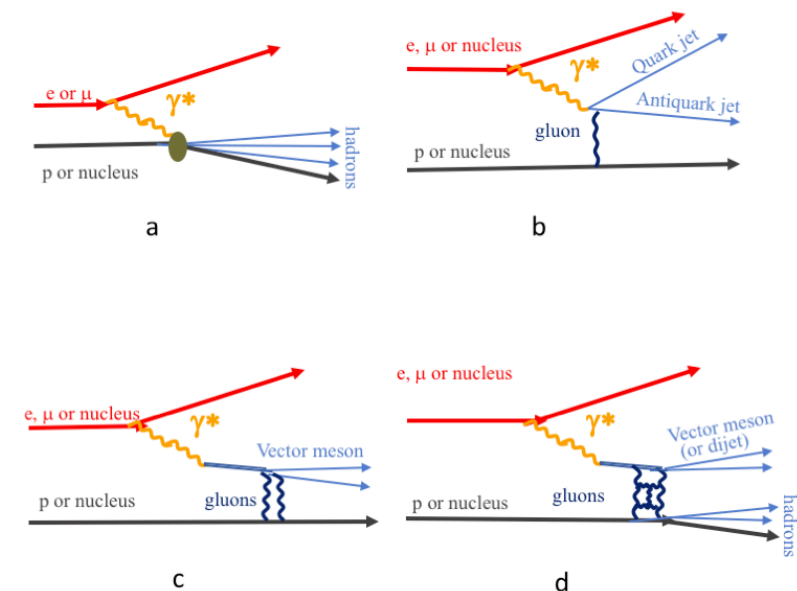 e or μ
γ*
hadrons
p or nucleus
a
e, μ or nucleus
γ*
Quark jet
Antiquark jet
gluon
p or nucleus
b
e, μ or nucleus
γ*
Vector meson
p or nucleus
gluons
c
e, μ or nucleus
γ*
Vector meson
(or dijet)
p or nucleus
gluons
hadrons
d